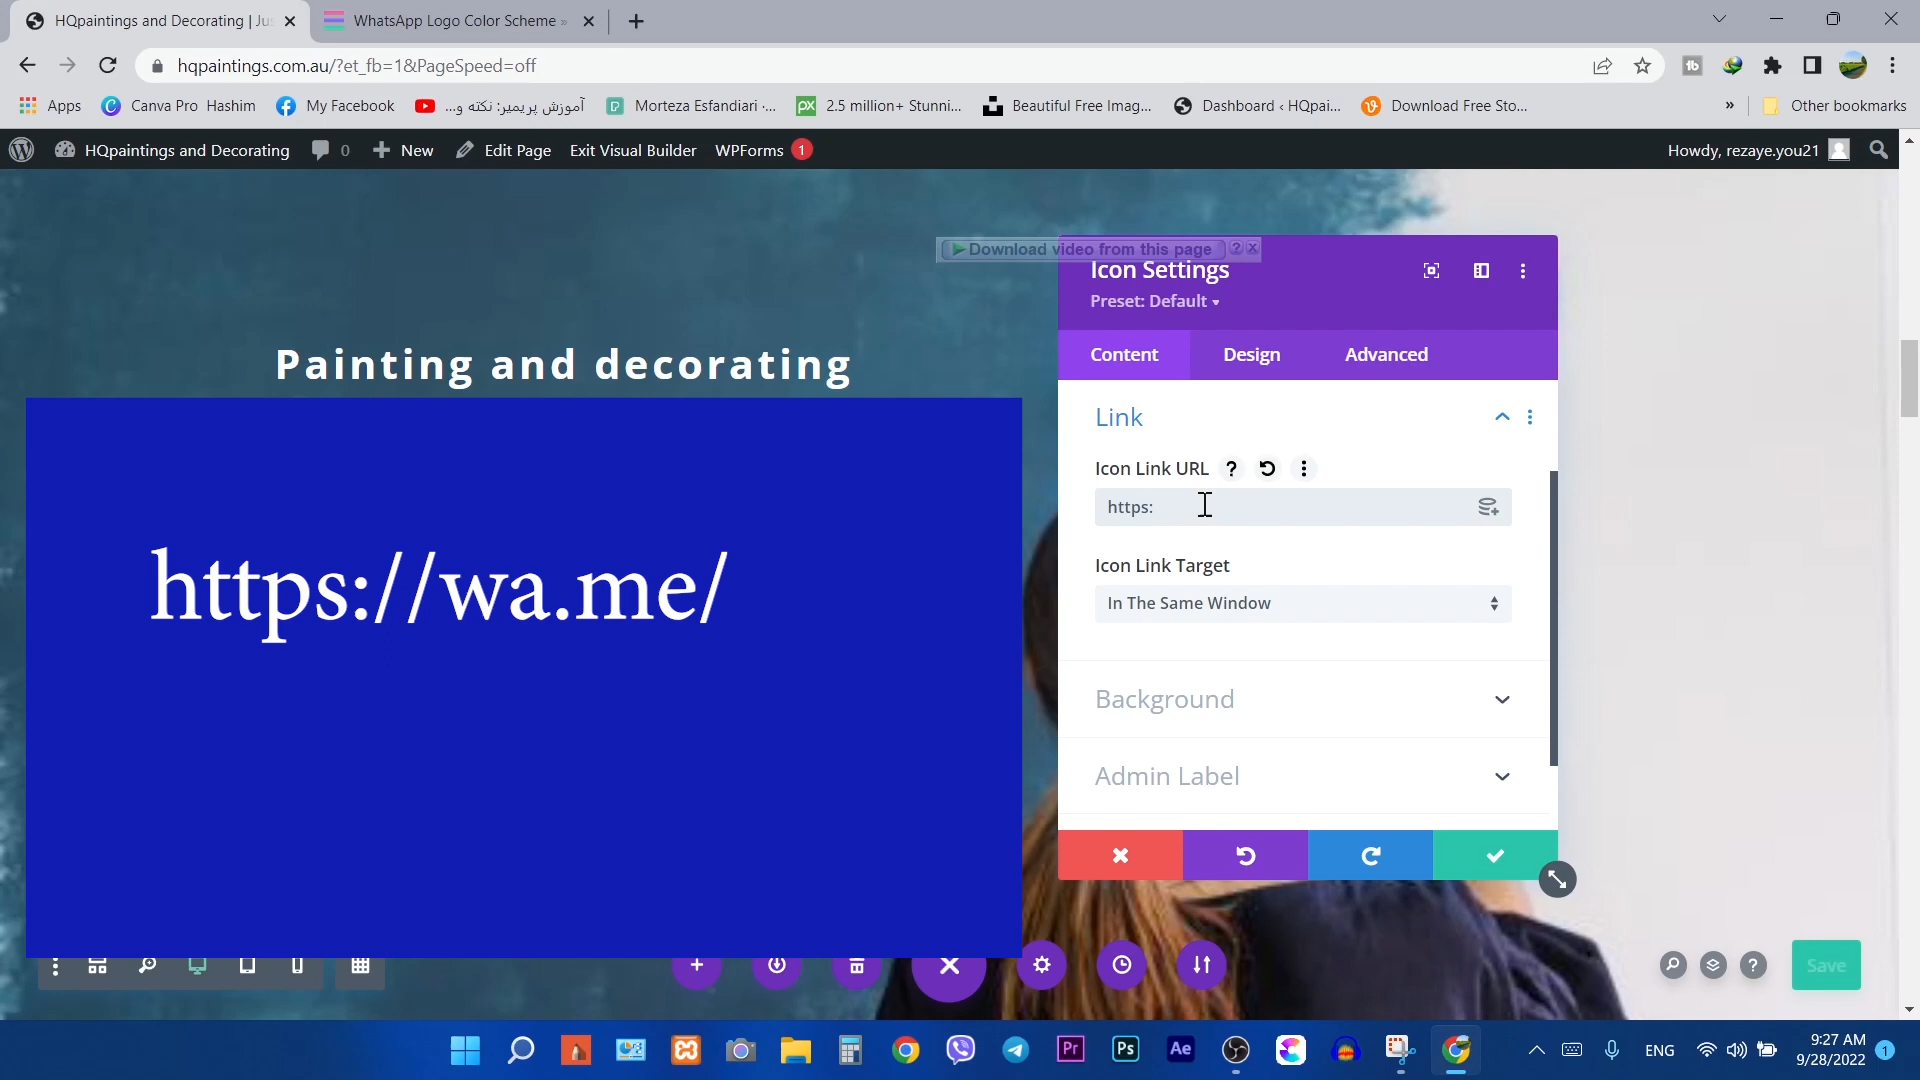 HQpaintings and Decorating | Jus
WhatsApp Logo Color Scheme »
hqpaintings.com.au/?et_fb=1&PageSpeed=off
Apps
Canva Pro Hashim
My Facebook
آموزش پریمیر: نکته و...
Morteza Esfandiari -...
2.5 million+ Stunni...
Beautiful Free Imag...
Dashboard ‹ HQpai...
Download Free Sto...
»
Other bookmarks
HQpaintings and Decorating
0
New
Edit Page
Exit Visual Builder
WPForms 1
Howdy, rezaye.you21
Download video from this page
Icon Settings
Preset: Default
Content
Design
Advanced
Painting and decorating
https://wa.me/
Link
Icon Link URL
https:
Icon Link Target
In The Same Window
Background
Admin Label
Save
Pr
Ps
Ae
ENG
9:27 AM
9/28/2022
1